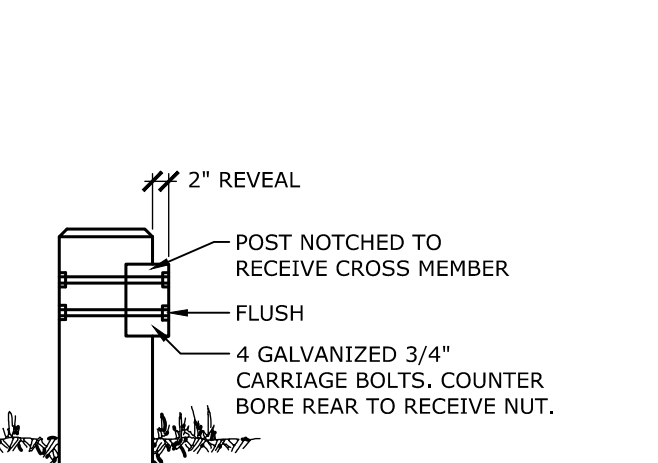 2" REVEAL
POST NOTCHED TO
RECEIVE CROSS MEMBER
FLUSH
4 GALVANIZED 3/4"
CARRIAGE BOLTS. COUNTER
BORE REAR TO RECEIVE NUT.